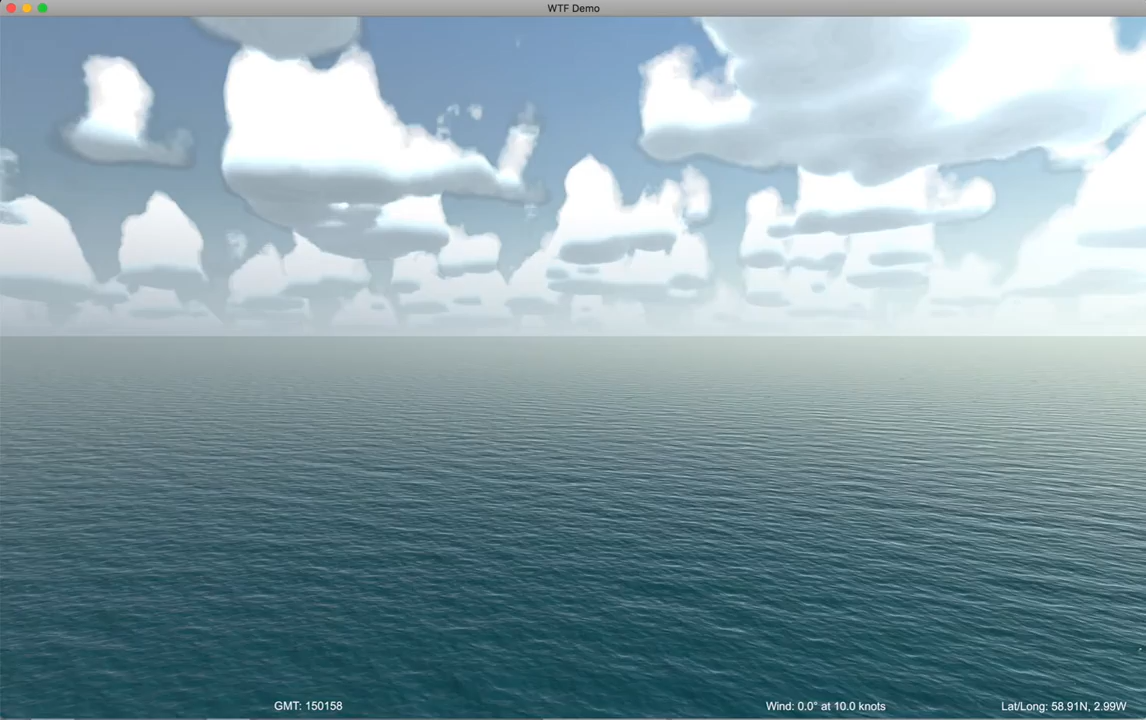 WTF Demo
GMT: 150158
Wind: 0.0° at 10.0 knots
Lat/Long: 58.91N, 2.99W